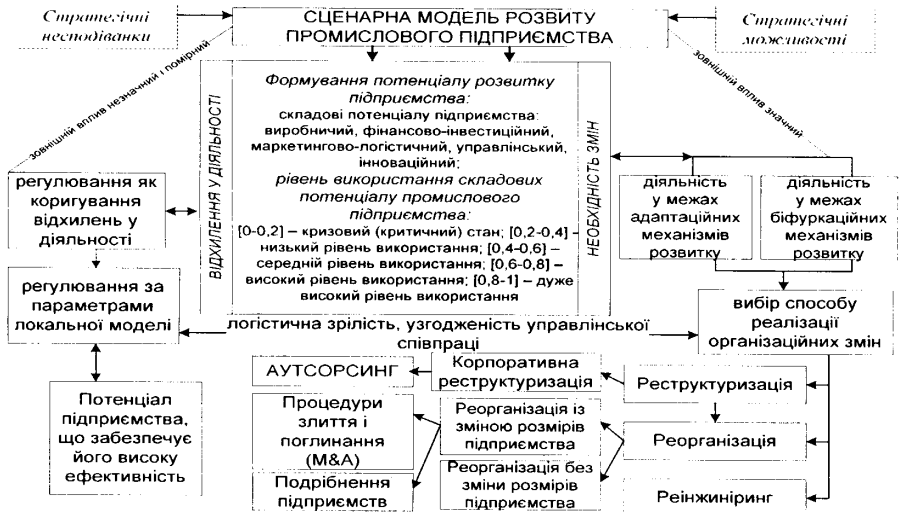 Стратегічні несподіванки
СЦЕНАРНА МОДЕЛЬ РОЗВИТУ
ПРОМИСЛОВОГО ПІДПРИЄМСТВА
Стратегічні
можливості
зовнішній вплив незначний і помірний
зовнішній вплив значний
ВІДХИЛЕННЯ У ДІЯЛЬНОСТІ
Формування потенціалу розвитку
підприємства:
складові потенціалу підприємства:
виробничий, фінансово-інвестиційний,
маркетингово-логістичний, управлінський,
інноваційний;
рівень використання складових
потенціалу промислового
підприємства:
[0-0,2] – кризовий (критичний) стан; [0,2-0,4] -
низький рівень використання; [0,4-0,6] –
середній рівень використання; [0,6-0,8] –
високий рівень використання; [0,8-1] – дуже
високий рівень використання
НЕОБХІДНІСТЬ ЗМІН
регулювання як
коригування
відхилень у
діяльності
діяльність
у межах
адаптаційних
механізмів
розвитку
діяльність
у межах
біфуркаційних
механізмів
розвитку
регулювання за
параметрами
локальної моделі
логістична зрілість, узгодженість управлінської
співпраці
вибір способу
реалізації
організаційних змін
Потенціал
підприємства,
що забезпечує
його високу
ефективність
АУТСОРСИНГ
Корпоративна
реструктуризація
Реструктуризація
Процедури
злиття і
поглинання
(M&A)
Реорганізація із
зміною розмірів
підприємства
Реорганізація
Подрібнення
підприємств
Реорганізація без
зміни розмірів
підприємства
Реінжиніринг